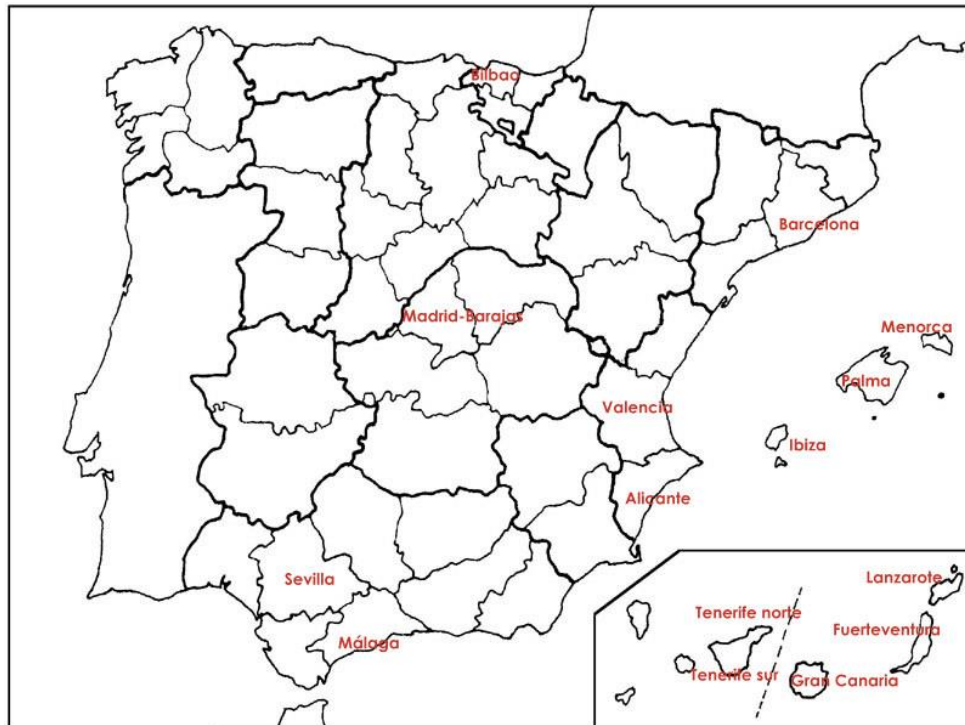 Bilbao
Barcelona
Madrid-Barajas
Menorca
Palma
Valencia
Ibiza
Alicante
Sevilla
Lanzarote
Tenerife norte
Fuerteventura
Málaga
Tenerife sur
Gran Canaria